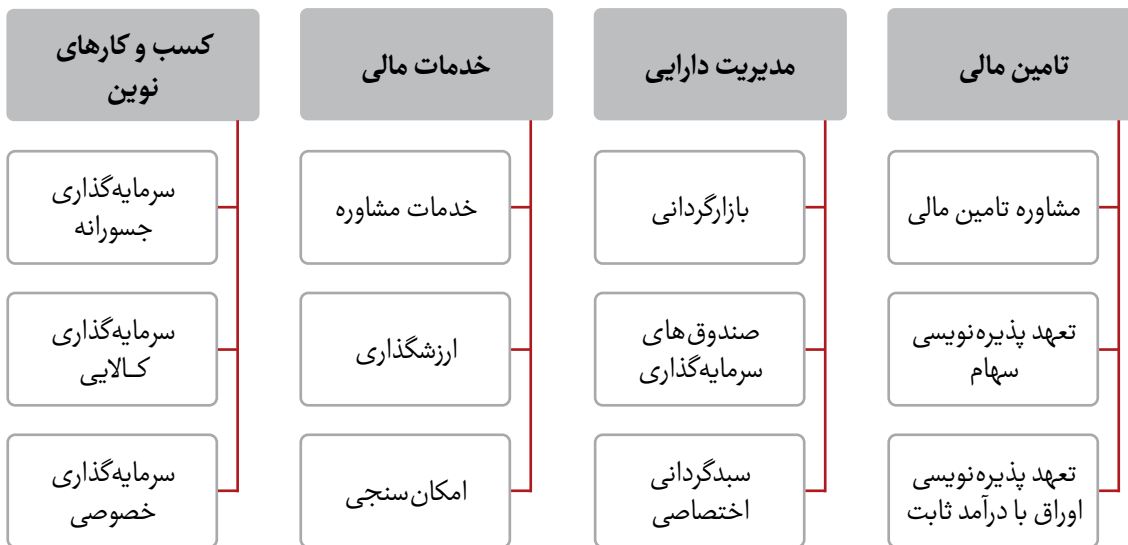 تامین مالی
مشاوره تامین مالی
تعهد پذیره‌نویسی
سهام
تعهد پذیره‌نویسی
اوراق با درآمد ثابت
مدیریت دارایی
بازارگردانی
صندوق‌های
سرمایه‌گذاری
سبدگردانی
اختصاصی
خدمات مالی
خدمات مشاوره
ارزشگذاری
امکان‌سنجی
کسب و کارهای
نوین
سرمایه‌گذاری
جسورانه
سرمایه‌گذاری
کـالایی
سرمایه‌گذاری
خصوصی